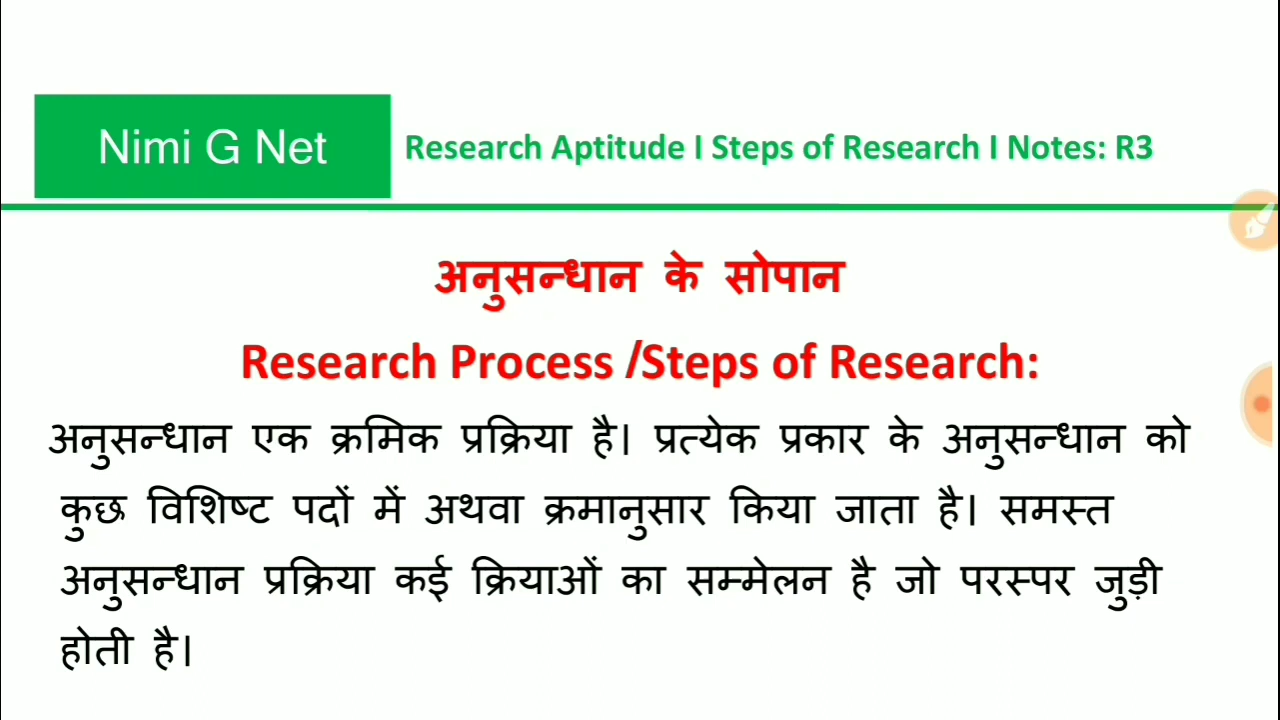 Nimi G Net
Research Aptitude I Steps of Research I Notes: R3
अनुसन्धान के सोपान
Research Process /Steps of Research:
अनुसन्धान एक क्रमिक प्रक्रिया है। प्रत्येक प्रकार के अनुसन्धान को
कुछ विशिष्ट पदों में अथवा क्रमानुसार किया जाता है। समस्त
अनुसन्धान प्रक्रिया कई क्रियाओं का सम्मेलन है जो परस्पर जुड़ी
होती है।